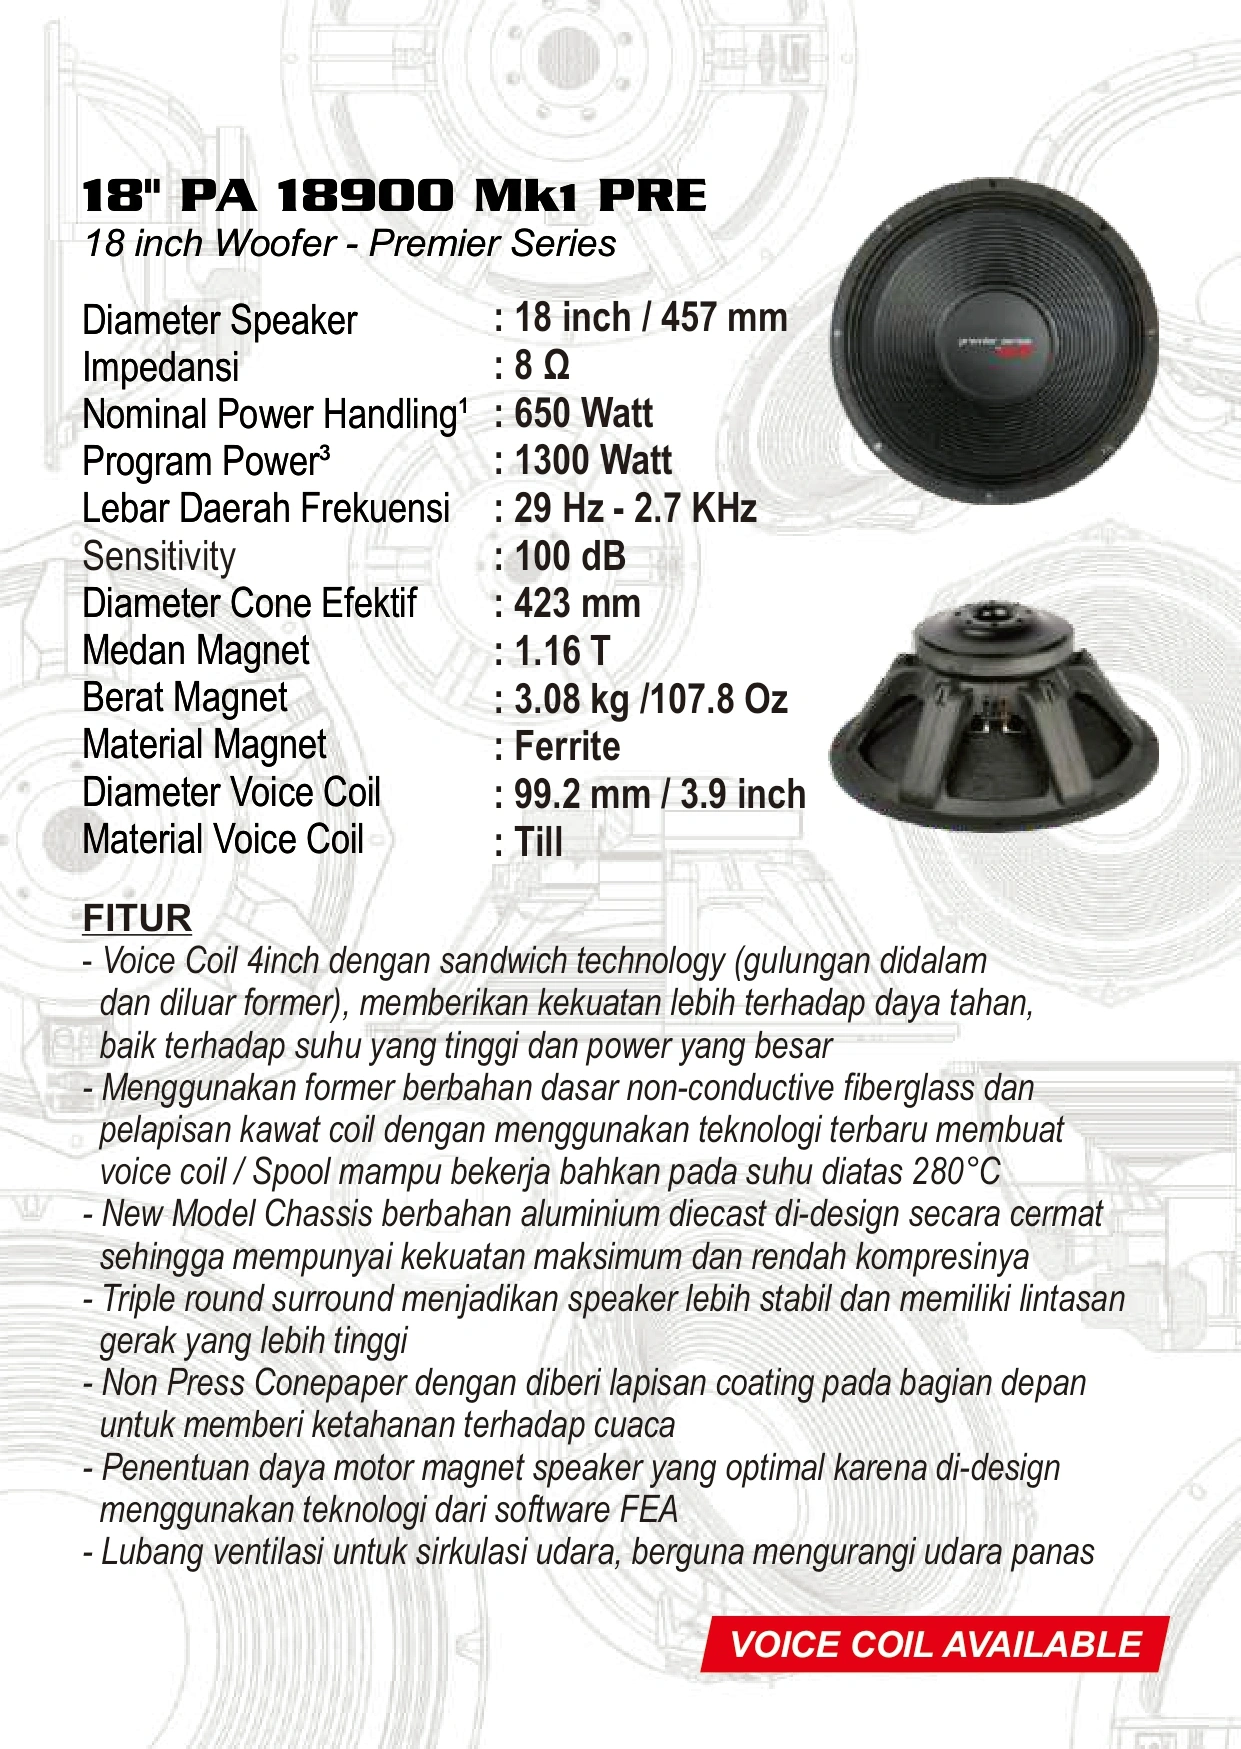 18" PA 18900 Mk1 PRE
18 inch Woofer - Premier Series
Diameter Speaker : 18 inch / 457 mm
Impedansi : 8 Ω
Nominal Power Handling¹ : 650 Watt
Program Power³ : 1300 Watt
Lebar Daerah Frekuensi : 29 Hz - 2.7 KHz
Sensitivity : 100 dB
Diameter Cone Efektif : 423 mm
Medan Magnet : 1.16 T
Berat Magnet : 3.08 kg /107.8 Oz
Material Magnet : Ferrite
Diameter Voice Coil : 99.2 mm / 3.9 inch
Material Voice Coil : Till
premier series
FITUR
- Voice Coil 4inch dengan sandwich technology (gulungan didalam
dan diluar former), memberikan kekuatan lebih terhadap daya tahan,
baik terhadap suhu yang tinggi dan power yang besar
- Menggunakan former berbahan dasar non-conductive fiberglass dan
pelapisan kawat coil dengan menggunakan teknologi terbaru membuat
voice coil / Spool mampu bekerja bahkan pada suhu diatas 280°C
- New Model Chassis berbahan aluminium diecast di-design secara cermat
sehingga mempunyai kekuatan maksimum dan rendah kompresinya
- Triple round surround menjadikan speaker lebih stabil dan memiliki lintasan
gerak yang lebih tinggi
- Non Press Conepaper dengan diberi lapisan coating pada bagian depan
untuk memberi ketahanan terhadap cuaca
- Penentuan daya motor magnet speaker yang optimal karena di-design
menggunakan teknologi dari software FEA
- Lubang ventilasi untuk sirkulasi udara, berguna mengurangi udara panas
VOICE COIL AVAILABLE